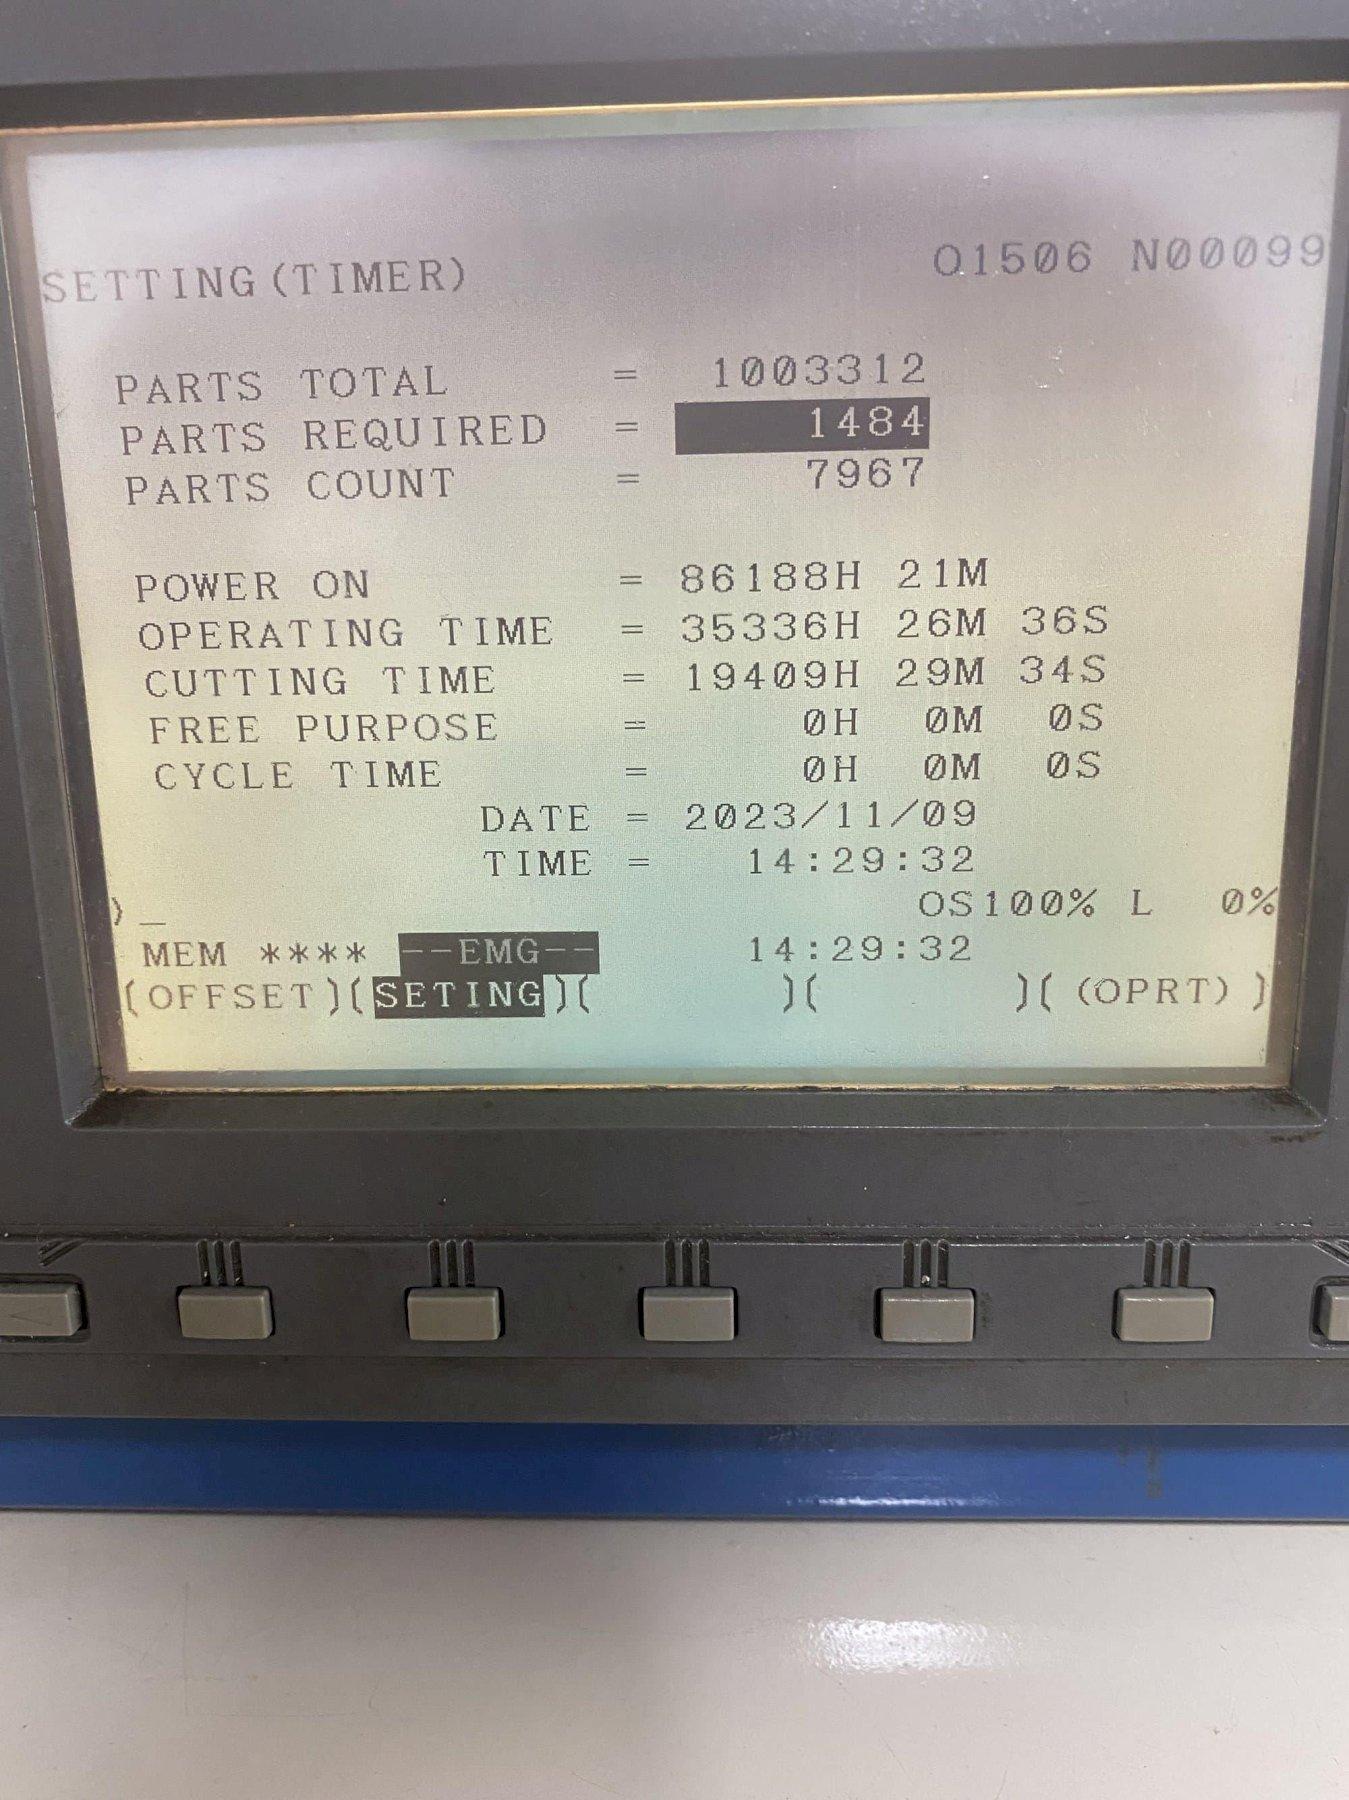 SETTING(TIMER) O1506 N00099
PARTS TOTAL = 1003312
PARTS REQUIRED = 1484
PARTS COUNT = 7967
POWER ON = 86188H 21M
OPERATING TIME = 35336H 26M 36S
CUTTING TIME = 19409H 29M 34S
FREE PURPOSE = 0H 0M 0S
CYCLE TIME = 0H 0M 0S
DATE = 2023/11/09
TIME = 14:29:32
)_ OS100% L 0%
MEM **** --EMG-- 14:29:32
(OFFSET)(SETING)( )( )( (OPRT) )